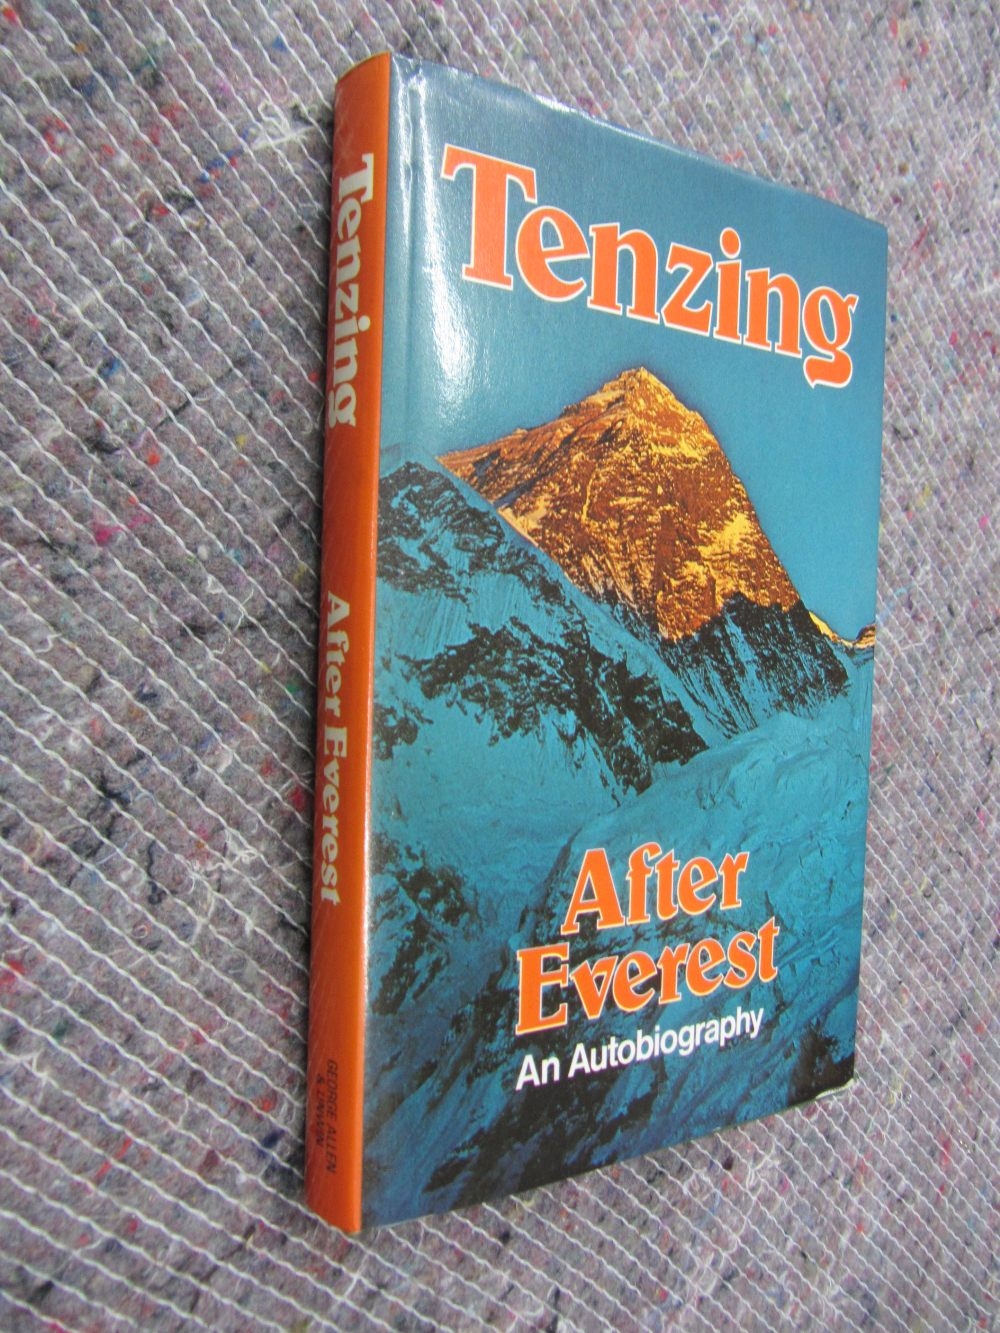 Tenzing
After
Everest
An Autobiography
Tenzing After Everest
GEORGE ALLEN
& UNWIN